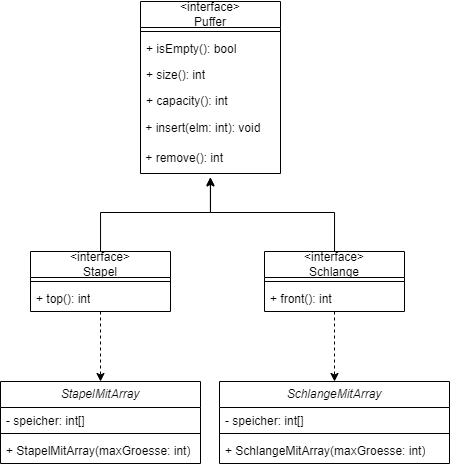 <interface>
Puffer
+ isEmpty(): bool
+ size(): int
+ capacity(): int
+ insert(elm: int): void
+ remove(): int
<interface>
Stapel
+ top(): int
<interface>
Schlange
+ front(): int
StapelMitArray
- speicher: int[]
+ StapelMitArray(maxGroesse: int)
SchlangeMitArray
- speicher: int[]
+ SchlangeMitArray(maxGroesse: int)